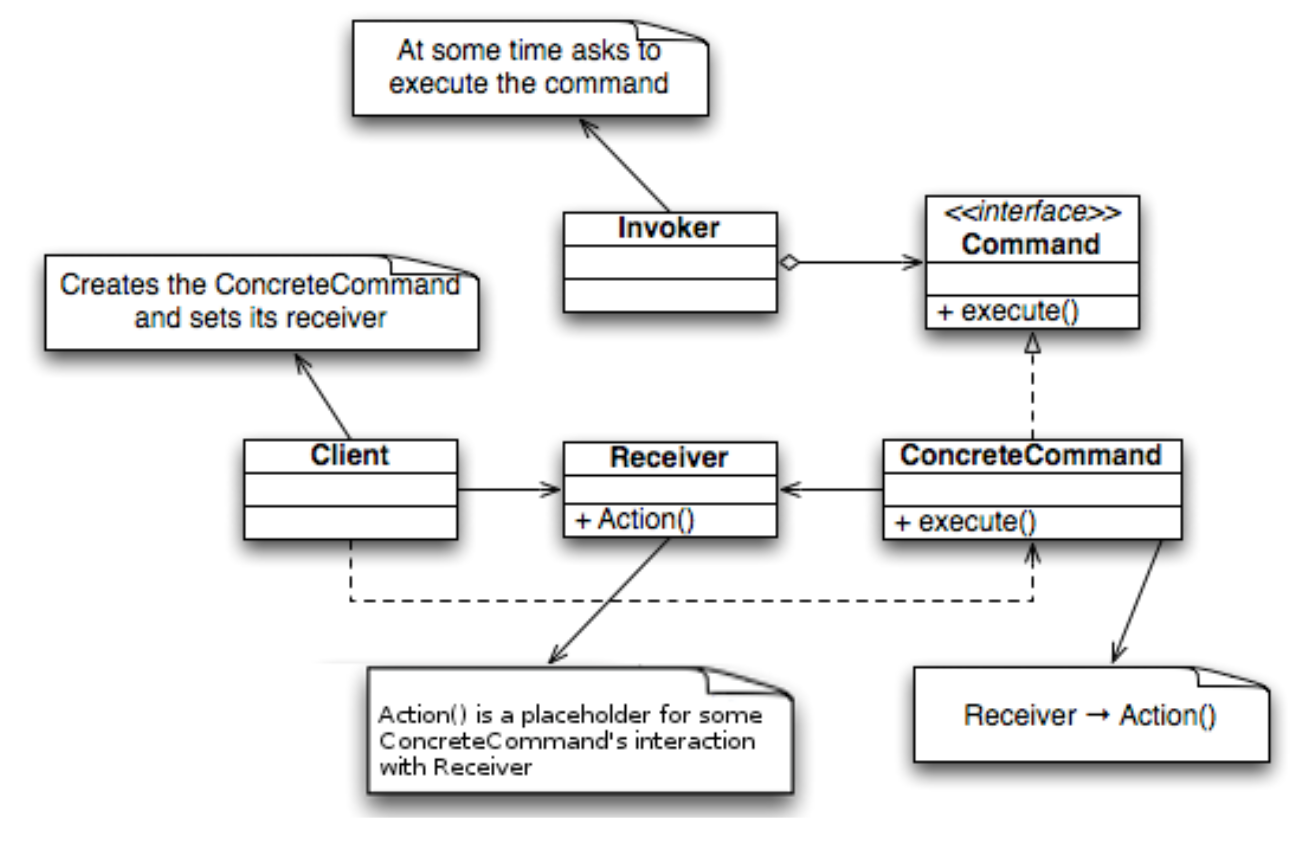 At some time asks to
execute the command
Invoker
<<interface>>
Command
+ execute()
Creates the ConcreteCommand
and sets its receiver
Client
Receiver
+ Action()
ConcreteCommand
+ execute()
Action() is a placeholder for some
ConcreteCommand's interaction
with Receiver
Receiver → Action()